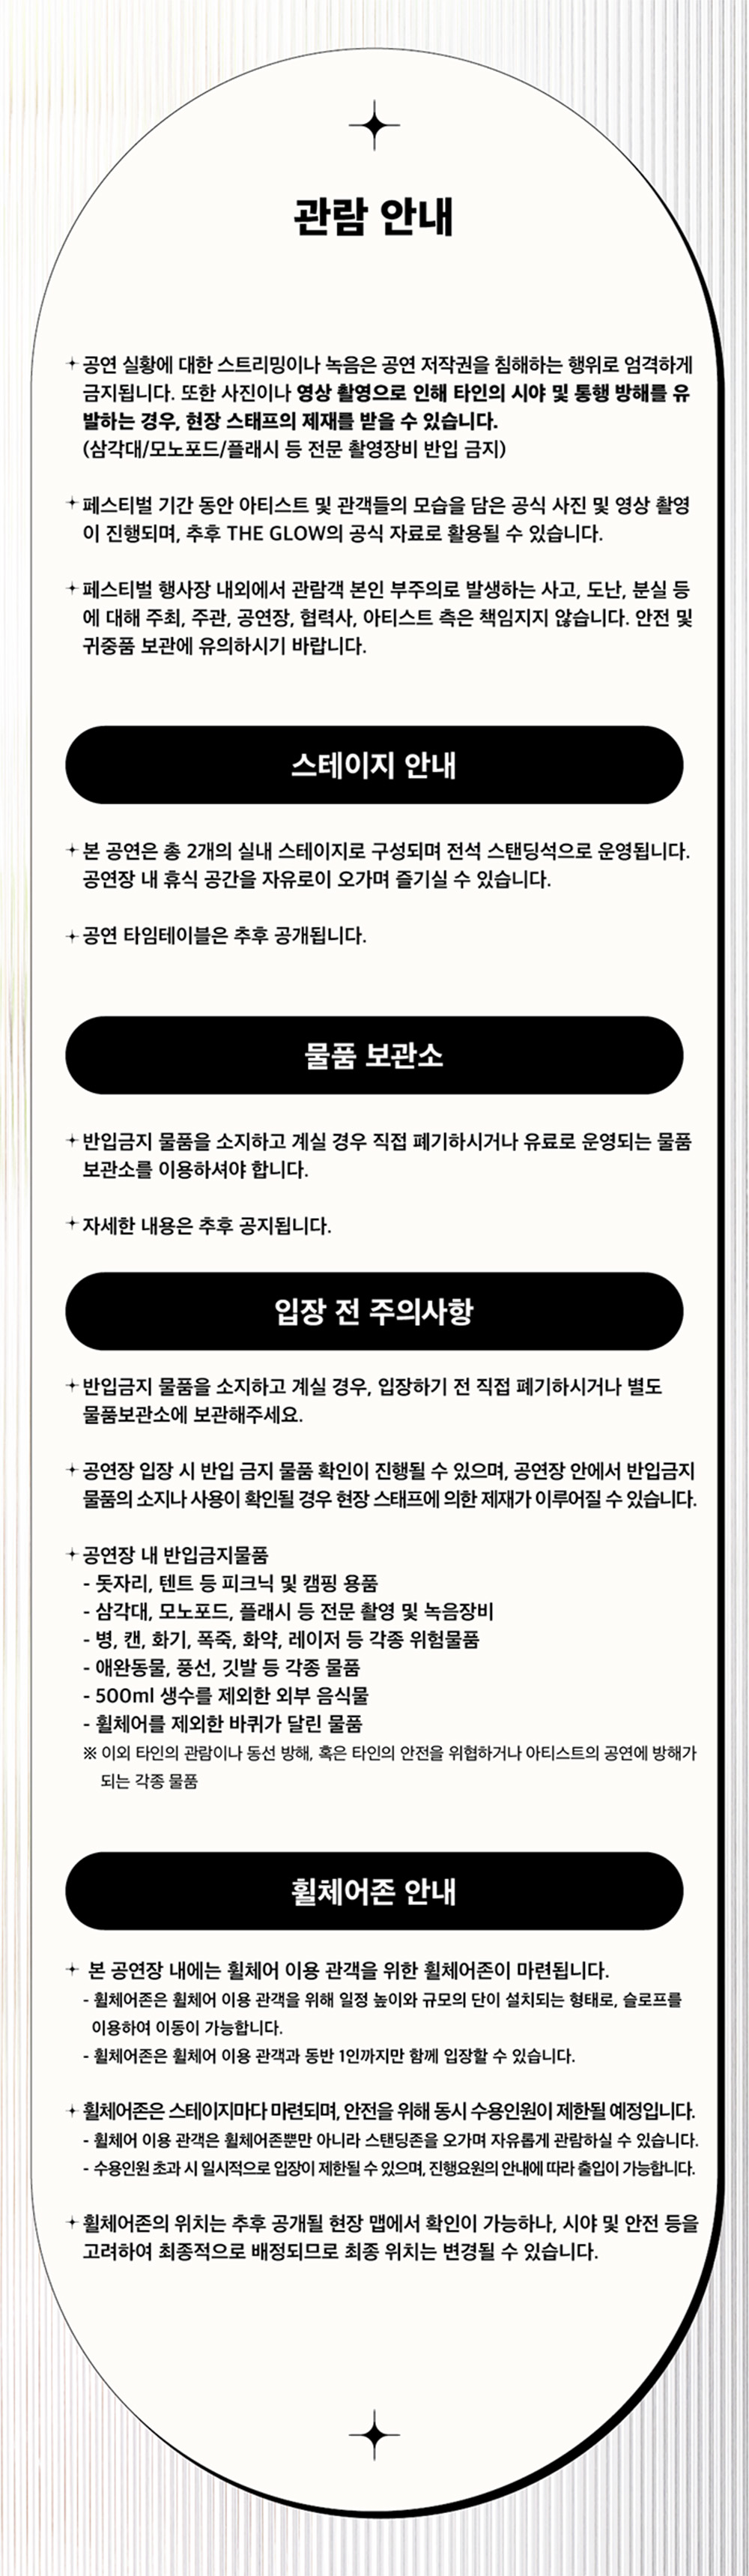 관람 안내
공연 실황에 대한 스트리밍이나 녹음은 공연 저작권을 침해하는 행위로 엄격하게
금지됩니다. 또한 사진이나 영상 촬영으로 인해 타인의 시야 및 통행 방해를 유
발하는 경우, 현장 스태프의 제재를 받을 수 있습니다.
(삼각대/모노포드/플래시 등 전문 촬영장비 반입 금지)
페스티벌 기간 동안 아티스트 및 관객들의 모습을 담은 공식 사진 및 영상 촬영
이 진행되며, 추후 THE GLOW의 공식 자료로 활용될 수 있습니다.
페스티벌 행사장 내외에서 관람객 본인 부주의로 발생하는 사고, 도난, 분실 등
에 대해 주최, 주관, 공연장, 협력사, 아티스트 측은 책임지지 않습니다. 안전 및
귀중품 보관에 유의하시기 바랍니다.
스테이지 안내
본 공연은 총 2개의 실내 스테이지로 구성되며 전석 스탠딩석으로 운영됩니다.
공연장 내 휴식 공간을 자유로이 오가며 즐기실 수 있습니다.
공연 타임테이블은 추후 공개됩니다.
물품 보관소
반입금지 물품을 소지하고 계실 경우 직접 폐기하시거나 유료로 운영되는 물품
보관소를 이용하셔야 합니다.
자세한 내용은 추후 공지됩니다.
입장 전 주의사항
반입금지 물품을 소지하고 계실 경우, 입장하기 전 직접 폐기하시거나 별도
물품보관소에 보관해주세요.
공연장 입장 시 반입 금지 물품 확인이 진행될 수 있으며, 공연장 안에서 반입금지
물품의 소지나 사용이 확인될 경우 현장 스태프에 의한 제재가 이루어질 수 있습니다.
공연장 내 반입금지물품
- 돗자리, 텐트 등 피크닉 및 캠핑 용품
- 삼각대, 모노포드, 플래시 등 전문 촬영 및 녹음장비
- 병, 캔, 화기, 폭죽, 화약, 레이저 등 각종 위험물품
- 애완동물, 풍선, 깃발 등 각종 물품
- 500ml 생수를 제외한 외부 음식물
- 휠체어를 제외한 바퀴가 달린 물품
※ 이외 타인의 관람이나 동선 방해, 혹은 타인의 안전을 위협하거나 아티스트의 공연에 방해가
되는 각종 물품
휠체어존 안내
본 공연장 내에는 휠체어 이용 관객을 위한 휠체어존이 마련됩니다.
- 휠체어존은 휠체어 이용 관객을 위해 일정 높이와 규모의 단이 설치되는 형태로, 슬로프를
이용하여 이동이 가능합니다.
- 휠체어존은 휠체어 이용 관객과 동반 1인까지만 함께 입장할 수 있습니다.
휠체어존은 스테이지마다 마련되며, 안전을 위해 동시 수용인원이 제한될 예정입니다.
- 휠체어 이용 관객은 휠체어존뿐만 아니라 스탠딩존을 오가며 자유롭게 관람하실 수 있습니다.
- 수용인원 초과 시 일시적으로 입장이 제한될 수 있으며, 진행요원의 안내에 따라 출입이 가능합니다.
휠체어존의 위치는 추후 공개될 현장 맵에서 확인이 가능하나, 시야 및 안전 등을
고려하여 최종적으로 배정되므로 최종 위치는 변경될 수 있습니다.